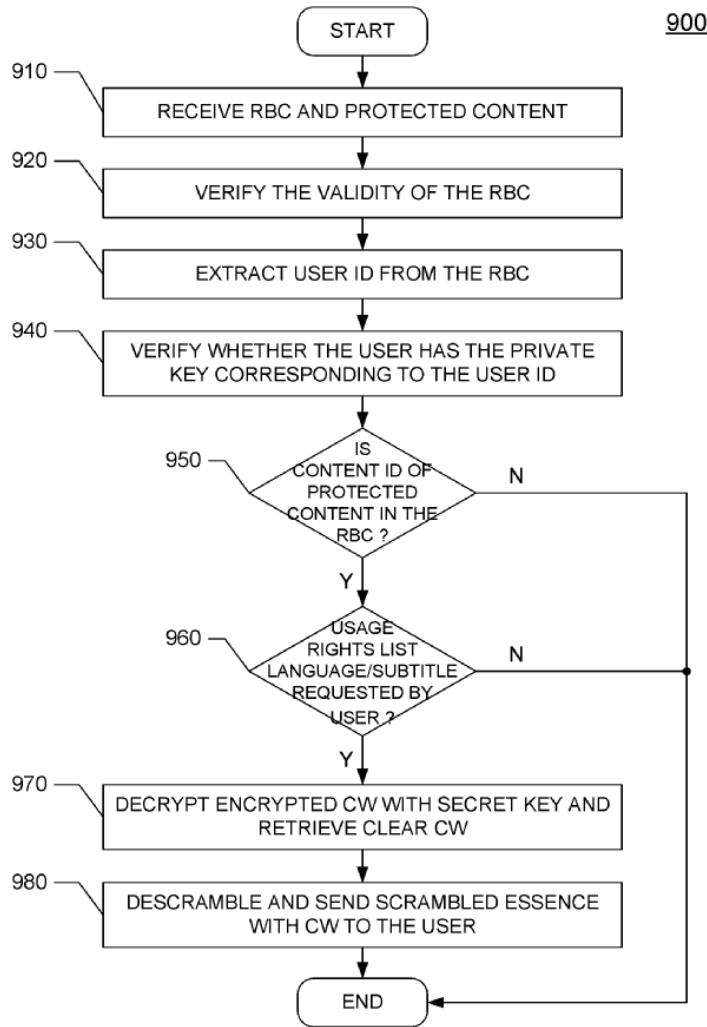 START
900
910
RECEIVE RBC AND PROTECTED CONTENT
920
VERIFY THE VALIDITY OF THE RBC
930
EXTRACT USER ID FROM THE RBC
940
VERIFY WHETHER THE USER HAS THE PRIVATE
KEY CORRESPONDING TO THE USER ID
950
IS
CONTENT ID OF
PROTECTED
CONTENT IN THE
RBC ?
N
Y
960
USAGE
RIGHTS LIST
LANGUAGE/SUBTITLE
REQUESTED BY
USER ?
N
Y
970
DECRYPT ENCRYPTED CW WITH SECRET KEY AND
RETRIEVE CLEAR CW
980
DESCRAMBLE AND SEND SCRAMBLED ESSENCE
WITH CW TO THE USER
END